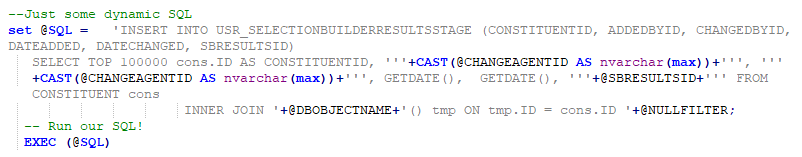 --Just some dynamic SQL
set @SQL =   'INSERT INTO USR_SELECTIONBUILDERRESULTSSTAGE (CONSTITUENTID, ADDEDBYID, CHANGEDBYID,
DATEADDED, DATECHANGED, SBRESULTSID)
SELECT TOP 100000 cons.ID AS CONSTITUENTID, '''+CAST(@CHANGEAGENTID AS nvarchar(max))+''', '''
+CAST(@CHANGEAGENTID AS nvarchar(max))+''', GETDATE(),  GETDATE(), '''+@SBRESULTSID+''' FROM
CONSTITUENT cons
INNER JOIN '+@DBOBJECTNAME+'() tmp ON tmp.ID = cons.ID '+@NULLFILTER;
-- Run our SQL!
EXEC (@SQL)